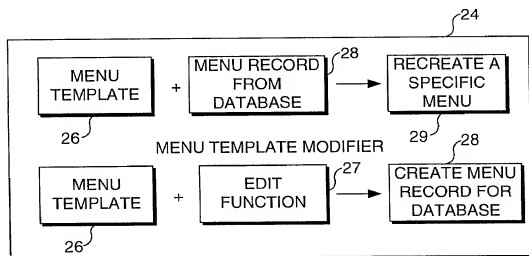 24
MENU
TEMPLATE
26
+
MENU RECORD
FROM
DATABASE
28
RECREATE A
SPECIFIC
MENU
29
MENU TEMPLATE MODIFIER
MENU
TEMPLATE
26
+
EDIT
FUNCTION
27
CREATE MENU
RECORD FOR
DATABASE
28